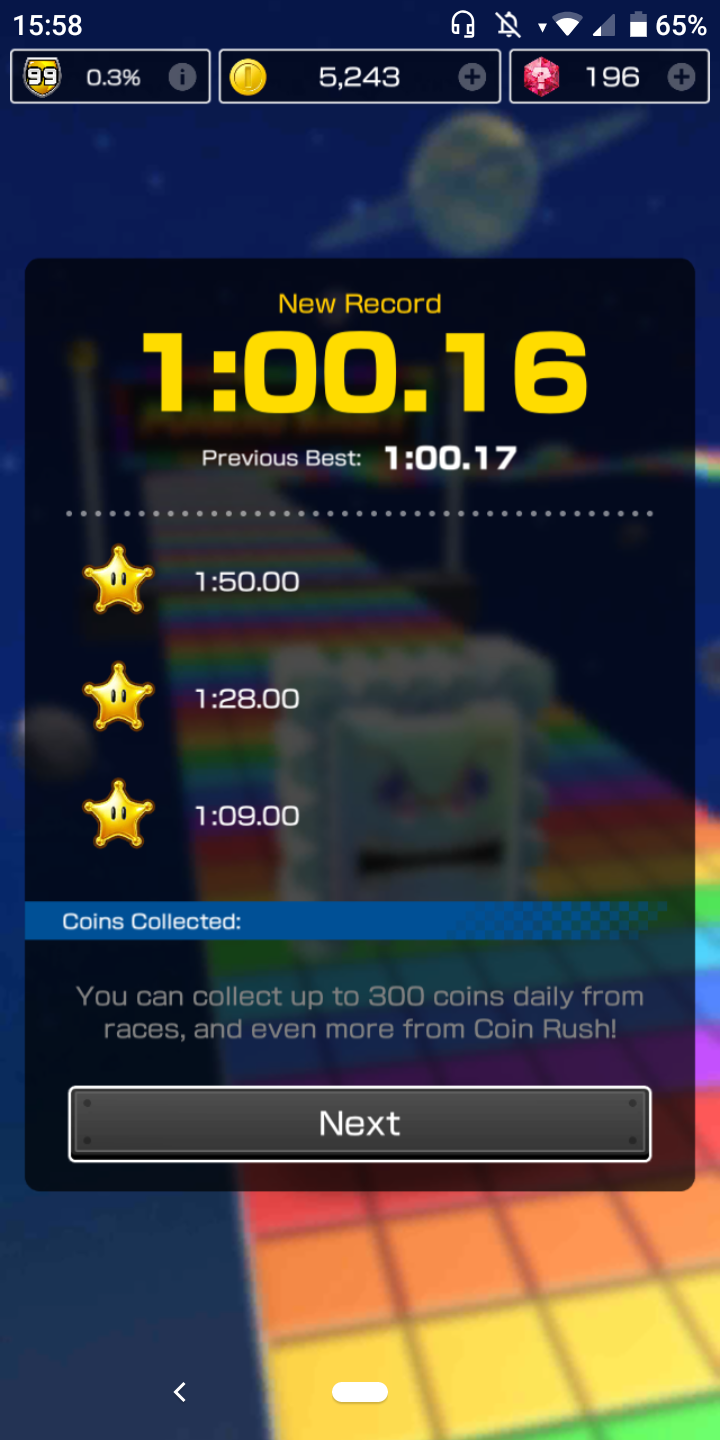 15:58
65%
99
0.3%
5,243
196
New Record
1:00.16
Previous Best: 1:00.17
1:50.00
1:28.00
1:09.00
Coins Collected:
You can collect up to 300 coins daily from
races, and even more from Coin Rush!
Next